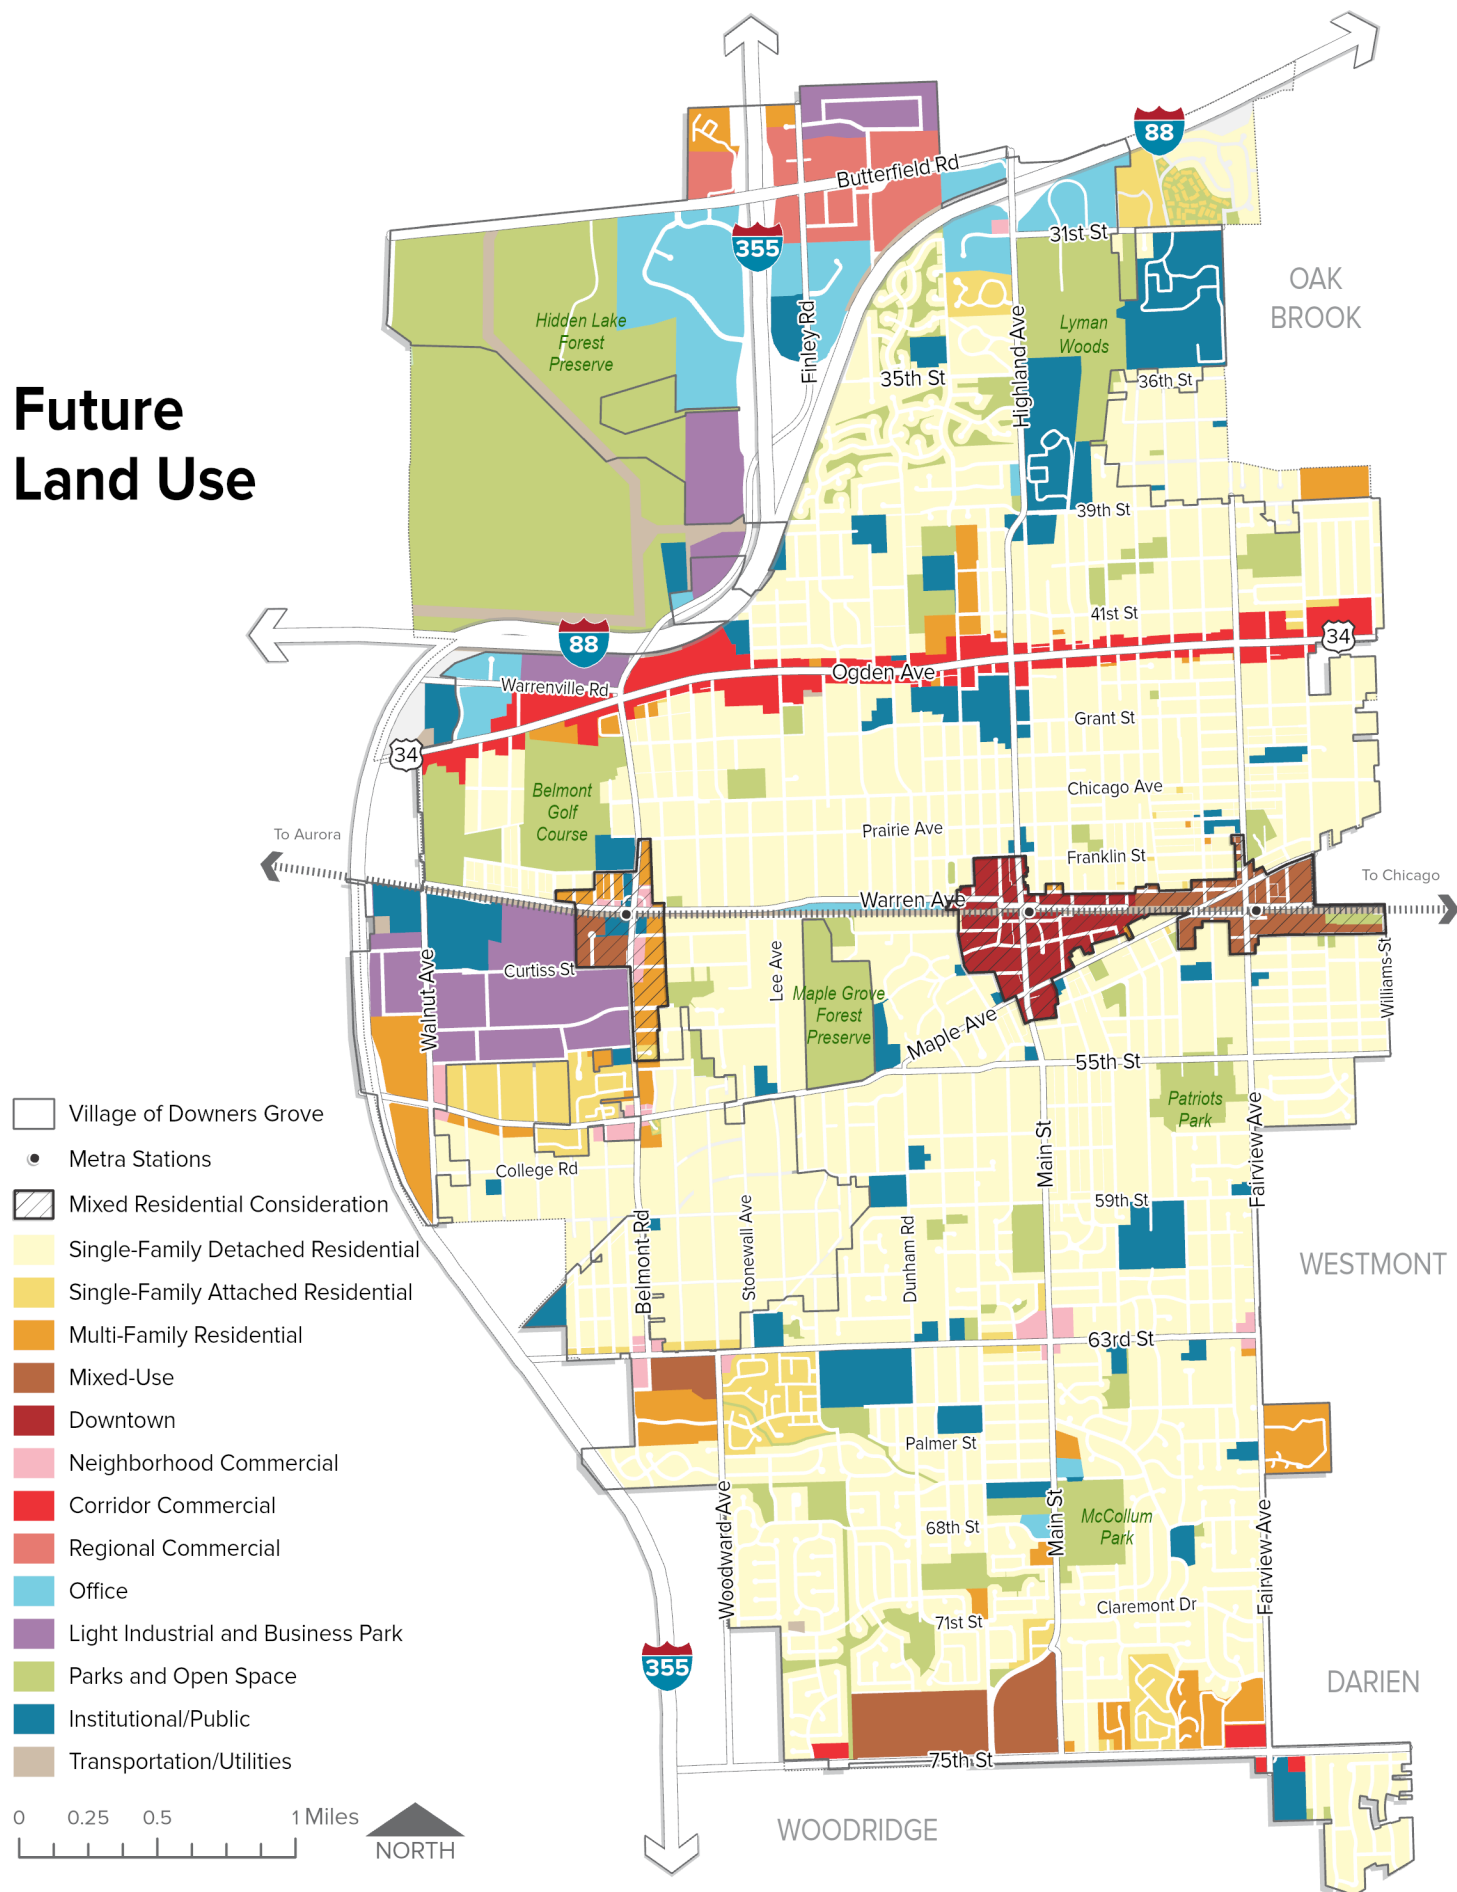 Future
Land Use
88
Butterfield Rd
355
31st St
OAK
BROOK
Hidden Lake
Forest
Preserve
Finley Rd
Highland Ave
Lyman
Woods
35th St
36th St
39th St
41st St
88
34
Ogden Ave
Warrenville Rd
34
Grant St
Belmont
Golf
Course
Chicago Ave
Prairie Ave
To Aurora
Franklin St
To Chicago
Warren Ave
Curtiss St
Walnut Ave
Lee Ave
Maple Grove
Forest
Preserve
Maple Ave
Williams St
55th St
Patriots
Park
Main St
Fairview Ave
College Rd
59th St
Belmont Rd
Stonewall Ave
Dunham Rd
WESTMONT
63rd St
Palmer St
Woodward Ave
68th St
Main St
McCollum
Park
Fairview Ave
Claremont Dr
71st St
355
DARIEN
75th St
WOODRIDGE
Village of Downers Grove
Metra Stations
Mixed Residential Consideration
Single-Family Detached Residential
Single-Family Attached Residential
Multi-Family Residential
Mixed-Use
Downtown
Neighborhood Commercial
Corridor Commercial
Regional Commercial
Office
Light Industrial and Business Park
Parks and Open Space
Institutional/Public
Transportation/Utilities
0 0.25 0.5 1 Miles
NORTH